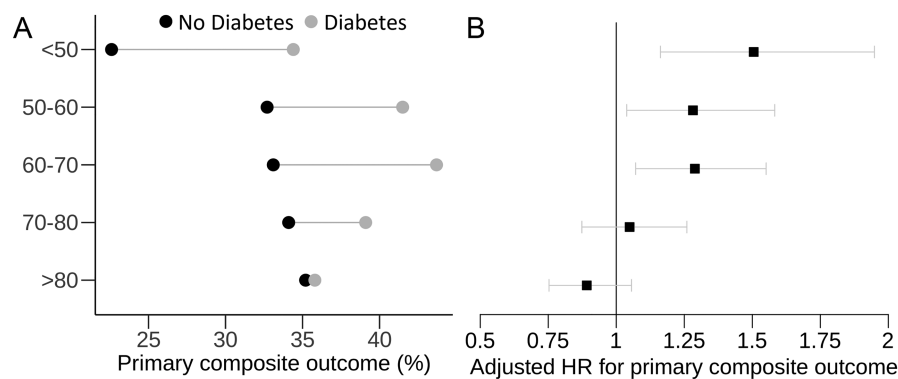 A
No Diabetes
Diabetes
<50
50-60
60-70
70-80
>80
25 30 35 40
Primary composite outcome (%)
B
0.5 0.75 1 1.25 1.5 1.75 2
Adjusted HR for primary composite outcome